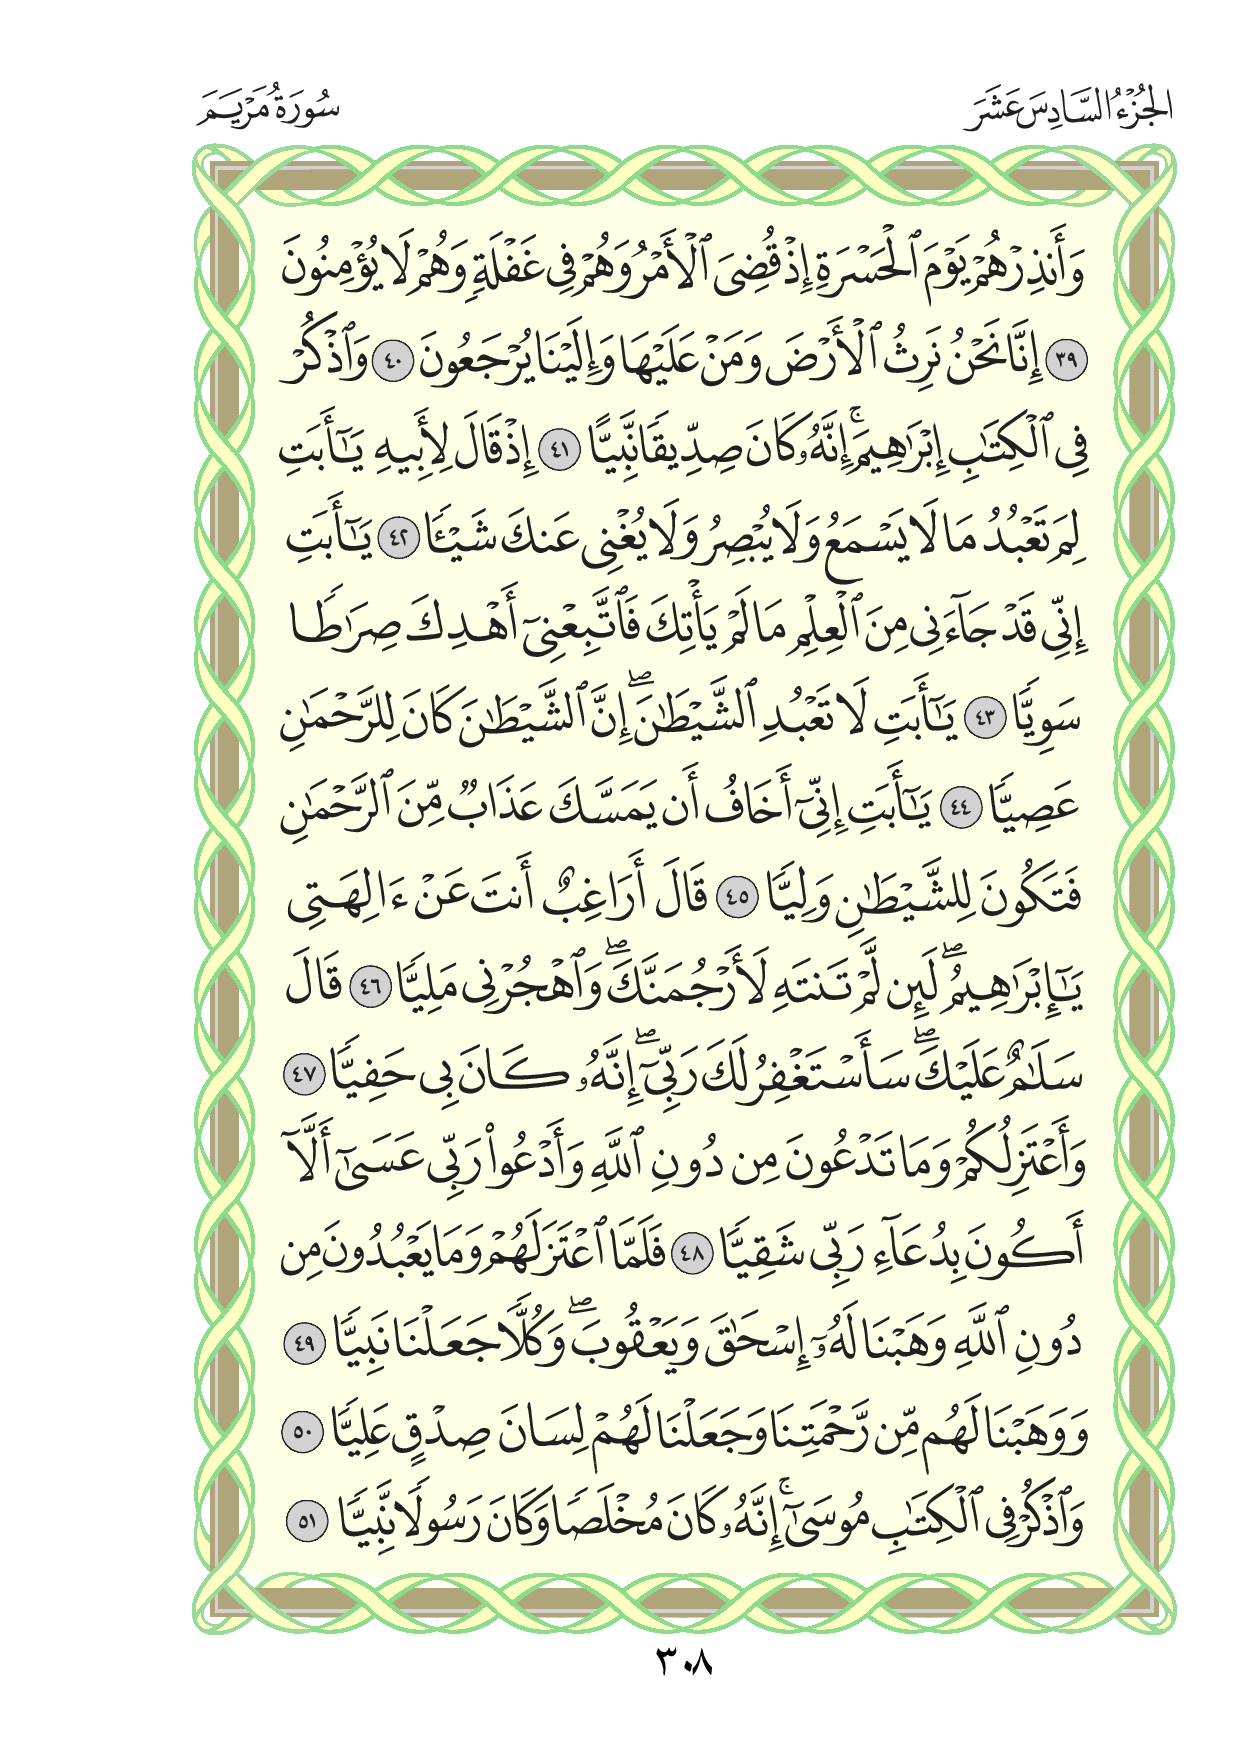 الجُزْءُ السَّادِسَ عَشَرَ
سُورَةُ مَرْيَمَ
وَأَنذِرْهُمْ يَوْمَ ٱلْحَسْرَةِ إِذْ قُضِىَ ٱلْأَمْرُ وَهُمْ فِى غَفْلَةٍۢ وَهُمْ لَا يُؤْمِنُونَ
٣٩ إِنَّا نَحْنُ نَرِثُ ٱلْأَرْضَ وَمَنْ عَلَيْهَا وَإِلَيْنَا يُرْجَعُونَ ٤٠ وَٱذْكُرْ
فِى ٱلْكِتَٰبِ إِبْرَٰهِيمَ ۚ إِنَّهُۥ كَانَ صِدِّيقًا نَّبِيًّا ٤١ إِذْ قَالَ لِأَبِيهِ يَٰٓأَبَتِ
لِمَ تَعْبُدُ مَا لَا يَسْمَعُ وَلَا يُبْصِرُ وَلَا يُغْنِى عَنكَ شَيْـًٔا ٤٢ يَٰٓأَبَتِ
إِنِّى قَدْ جَآءَنِى مِنَ ٱلْعِلْمِ مَا لَمْ يَأْتِكَ فَٱتَّبِعْنِىٓ أَهْدِكَ صِرَٰطًا
سَوِيًّا ٤٣ يَٰٓأَبَتِ لَا تَعْبُدِ ٱلشَّيْطَٰنَ ۖ إِنَّ ٱلشَّيْطَٰنَ كَانَ لِلرَّحْمَٰنِ
عَصِيًّا ٤٤ يَٰٓأَبَتِ إِنِّىٓ أَخَافُ أَن يَمَسَّكَ عَذَابٌ مِّنَ ٱلرَّحْمَٰنِ
فَتَكُونَ لِلشَّيْطَٰنِ وَلِيًّا ٤٥ قَالَ أَرَاغِبٌ أَنتَ عَنْ ءَالِهَتِى
يَٰٓإِبْرَٰهِيمُ ۖ لَئِن لَّمْ تَنتَهِ لَأَرْجُمَنَّكَ ۖ وَٱهْجُرْنِى مَلِيًّا ٤٦ قَالَ
سَلَٰمٌ عَلَيْكَ ۖ سَأَسْتَغْفِرُ لَكَ رَبِّىٓ ۖ إِنَّهُۥ كَانَ بِى حَفِيًّا ٤٧
وَأَعْتَزِلُكُمْ وَمَا تَدْعُونَ مِن دُونِ ٱللَّهِ وَأَدْعُوا۟ رَبِّى عَسَىٰٓ أَلَّآ
أَكُونَ بِدُعَآءِ رَبِّى شَقِيًّا ٤٨ فَلَمَّا ٱعْتَزَلَهُمْ وَمَا يَعْبُدُونَ مِن
دُونِ ٱللَّهِ وَهَبْنَا لَهُۥٓ إِسْحَٰقَ وَيَعْقُوبَ ۖ وَكُلًّا جَعَلْنَا نَبِيًّا ٤٩
وَوَهَبْنَا لَهُم مِّن رَّحْمَتِنَا وَجَعَلْنَا لَهُمْ لِسَانَ صِدْقٍ عَلِيًّا ٥٠
وَٱذْكُرْ فِى ٱلْكِتَٰبِ مُوسَىٰٓ ۚ إِنَّهُۥ كَانَ مُخْلَصًا وَكَانَ رَسُولًا نَّبِيًّا ٥١
٣٠٨